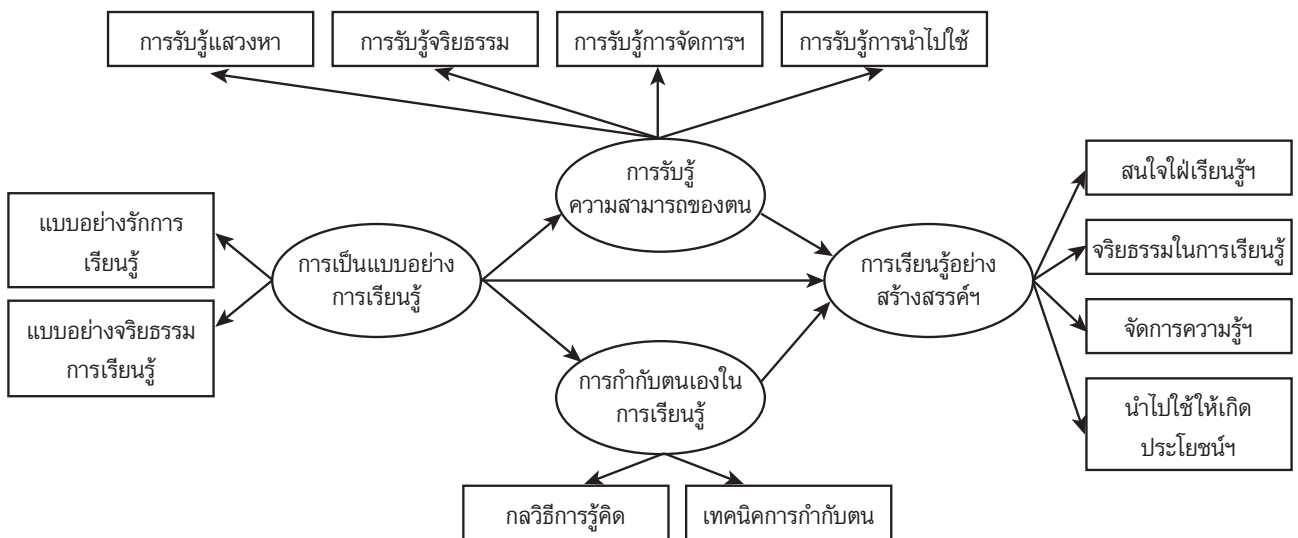 การรับรู้แสวงหา
การรับรู้จริยธรรม
การรับรู้การจัดการฯ
การรับรู้การนำไปใช้
การรับรู้
ความสามารถของตน
สนใจใฝ่เรียนรู้ฯ
แบบอย่างรักการ
เรียนรู้
การเป็นแบบอย่าง
การเรียนรู้
การเรียนรู้อย่าง
สร้างสรรค์ฯ
จริยธรรมในการเรียนรู้
แบบอย่างจริยธรรม
การเรียนรู้
จัดการความรู้ฯ
การกำกับตนเองใน
การเรียนรู้
นำไปใช้ให้เกิด
ประโยชน์ฯ
กลวิธีการรู้คิด
เทคนิคการกำกับตน